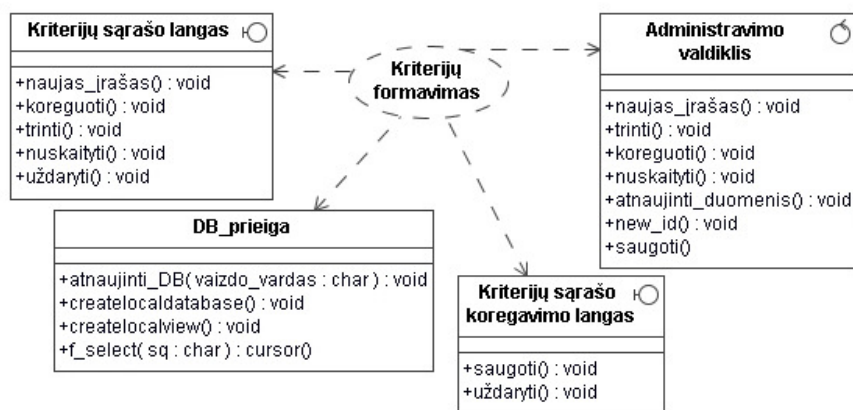 Kriterijų sąrašo langas
+naujas_įrašas() : void
+koreguoti() : void
+trinti() : void
+nuskaityti() : void
+uždaryti() : void
Kriterijų
formavimas
Administravimo
valdiklis
+naujas_įrašas() : void
+trinti() : void
+koreguoti() : void
+nuskaityti() : void
+atnaujinti_duomenis() : void
+new_id() : void
+saugoti()
DB_prieiga
+atnaujinti_DB( vaizdo_vardas : char ) : void
+createlocaldatabase() : void
+createlocalview() : void
+f_select( sq : char ) : cursor()
Kriterijų sąrašo
koregavimo langas
+saugoti() : void
+uždaryti() : void